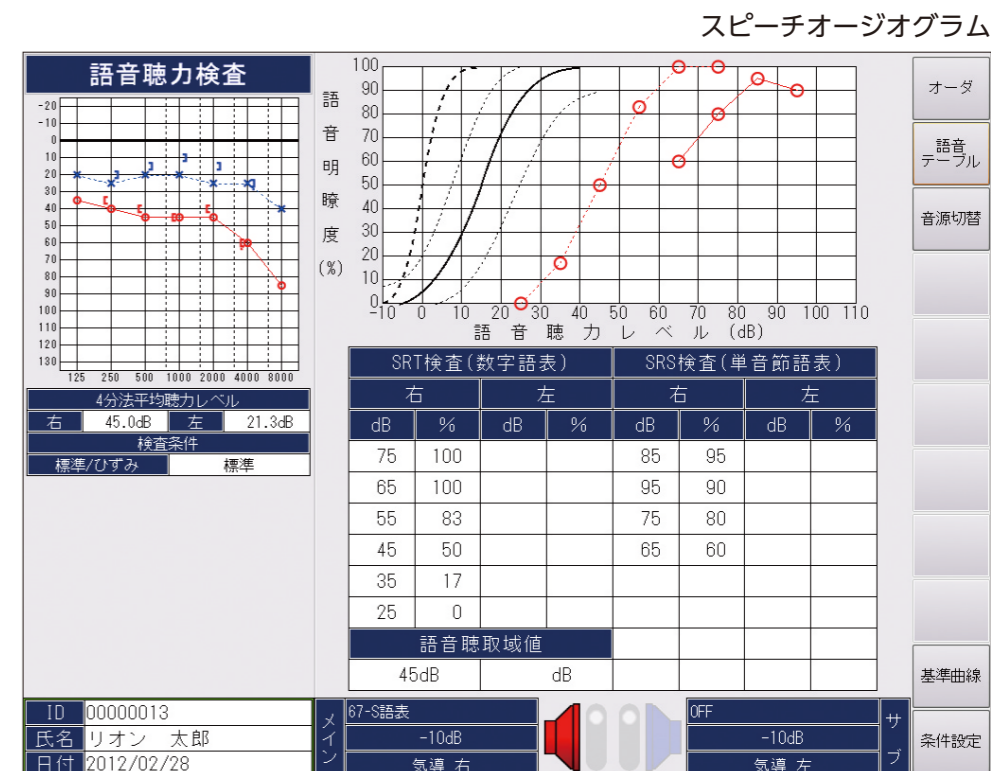 スピーチオージオグラム
語音聴力検査
-20
-10
0
10
20
30
40
50
60
70
80
90
100
110
120
130
125 250 500 1000 2000 4000 8000
4分法平均聴力レベル
右 45.0dB 左 21.3dB
検査条件
標準/ひずみ 標準
語音明瞭度(%)
100
90
80
70
60
50
40
30
20
10
0
-10 0 10 20 30 40 50 60 70 80 90 100 110
語音聴力レベル(dB)
SRT検査(数字語表) SRS検査(単音節語表)
右 左 右 左
dB % dB % dB % dB %
75 100 85 95
65 100 95 90
55 83 75 80
45 50 65 60
35 17
25 0
語音聴取域値
45dB dB
オーダ
語音
テーブル
音源切替
基準曲線
条件設定
ID 00000013
氏名 リオン 太郎
日付 2012/02/28
メイン
67-S語表
-10dB
気導 右
OFF
-10dB
気導 左
サブ